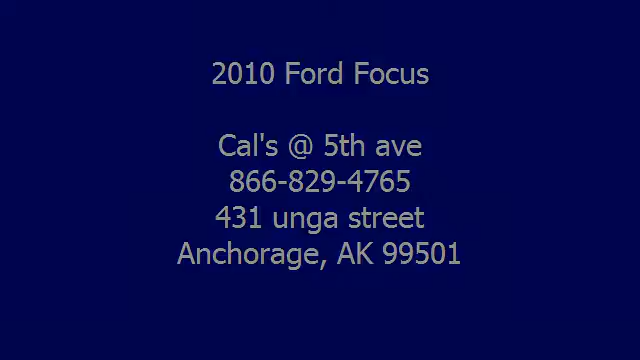 2010 Ford Focus
Cal's @ 5th ave
866-829-4765
431 unga street
Anchorage, AK 99501